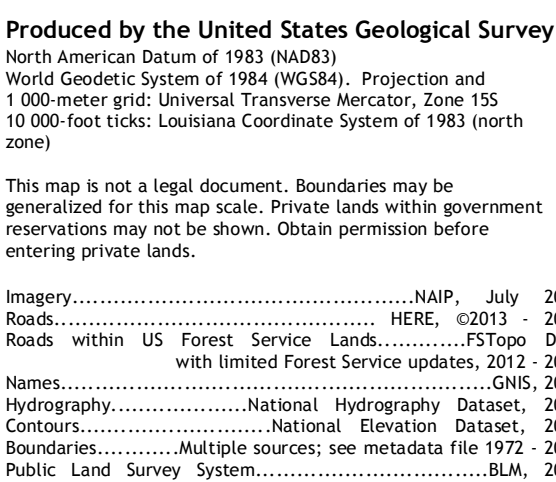 Produced by the United States Geological Survey
North American Datum of 1983 (NAD83)
World Geodetic System of 1984 (WGS84). Projection and
1 000-meter grid: Universal Transverse Mercator, Zone 15S
10 000-foot ticks: Louisiana Coordinate System of 1983 (north
zone)
This map is not a legal document. Boundaries may be
generalized for this map scale. Private lands within government
reservations may not be shown. Obtain permission before
entering private lands.
Imagery..........................................NAIP, July
Roads............................................... HERE, ©2013 -
Roads within US Forest Service Lands.............FSTopo
with limited Forest Service updates, 2012 -
Names.....................................................GNIS,
Hydrography....................National Hydrography Dataset,
Contours............................National Elevation Dataset,
Boundaries............Multiple sources; see metadata file 1972 -
Public Land Survey System..................................BLM,